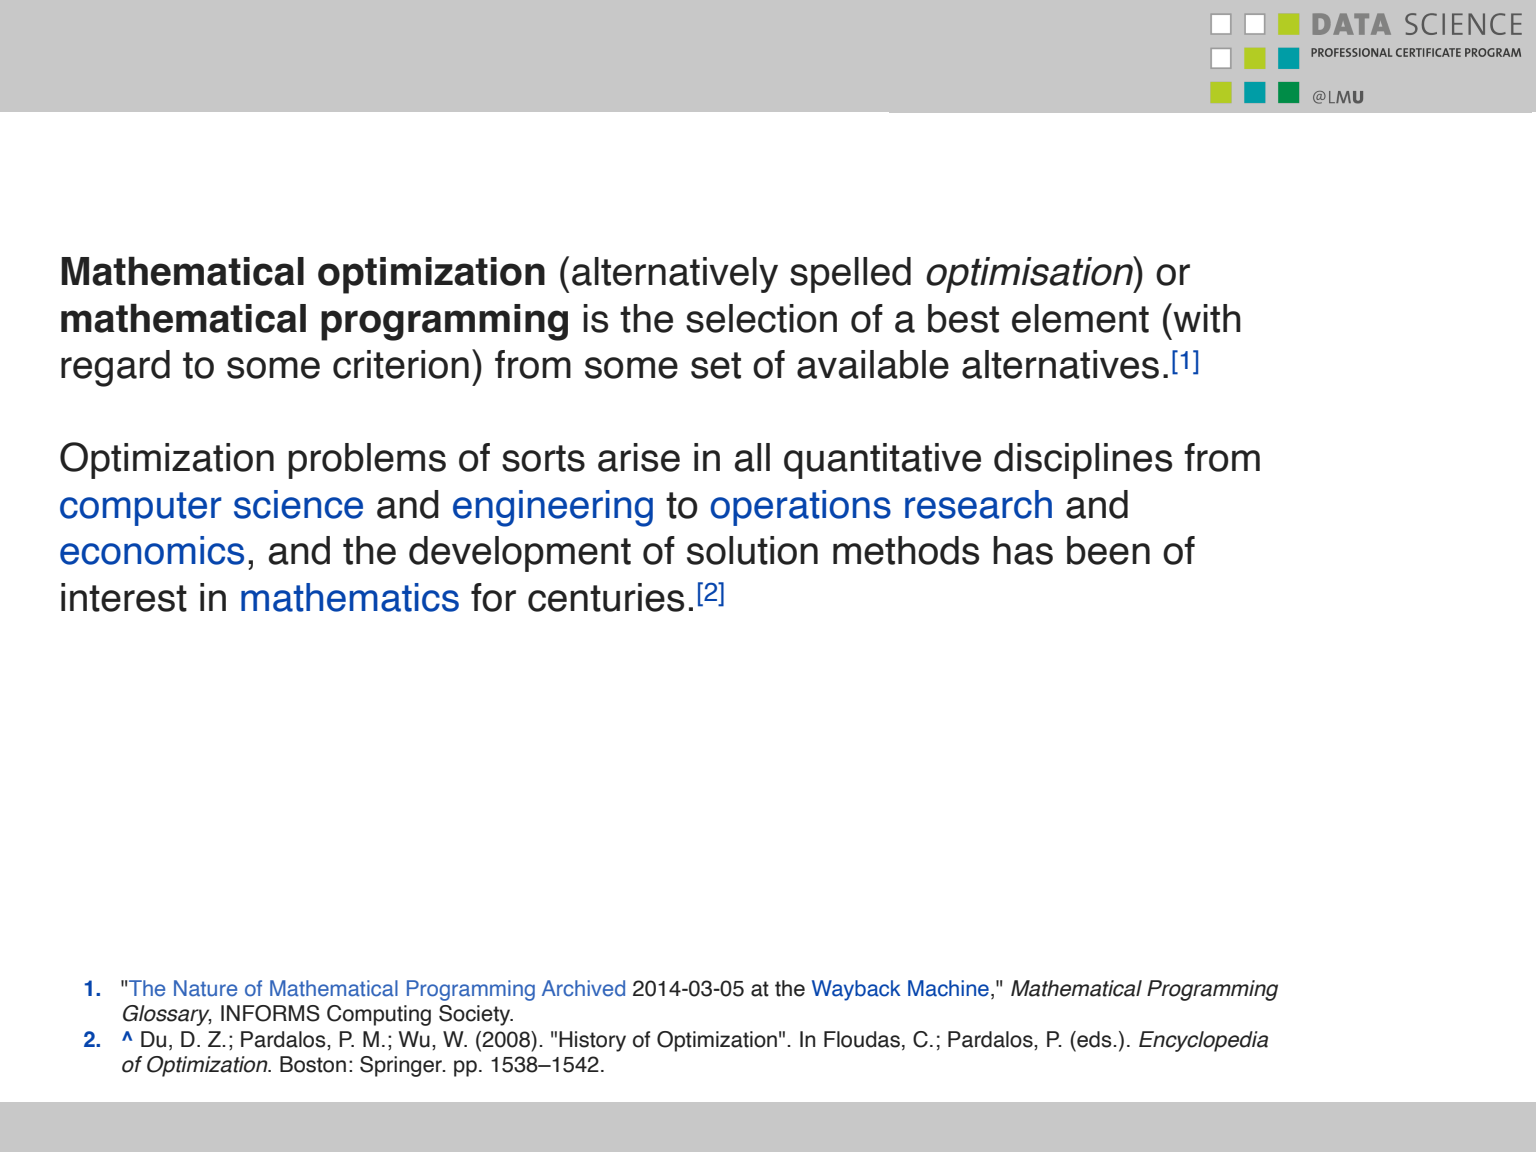 DATA SCIENCE
PROFESSIONAL CERTIFICATE PROGRAM
@LMU
Mathematical optimization (alternatively spelled optimisation) or
mathematical programming is the selection of a best element (with
regard to some criterion) from some set of available alternatives.[1]
Optimization problems of sorts arise in all quantitative disciplines from
computer science and engineering to operations research and
economics, and the development of solution methods has been of
interest in mathematics for centuries.[2]
1. "The Nature of Mathematical Programming Archived 2014-03-05 at the Wayback Machine," Mathematical Programming
Glossary, INFORMS Computing Society.
2. ^ Du, D. Z.; Pardalos, P. M.; Wu, W. (2008). "History of Optimization". In Floudas, C.; Pardalos, P. (eds.). Encyclopedia
of Optimization. Boston: Springer. pp. 1538–1542.